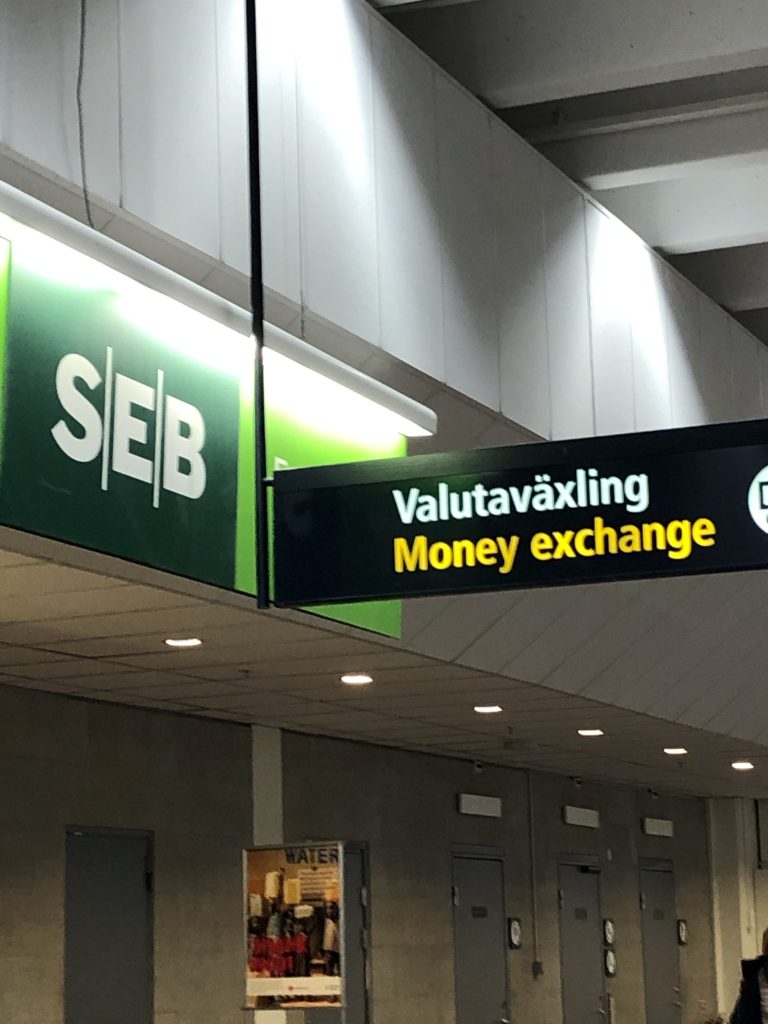 SEB
Valutaväxling
Money exchange
WATER